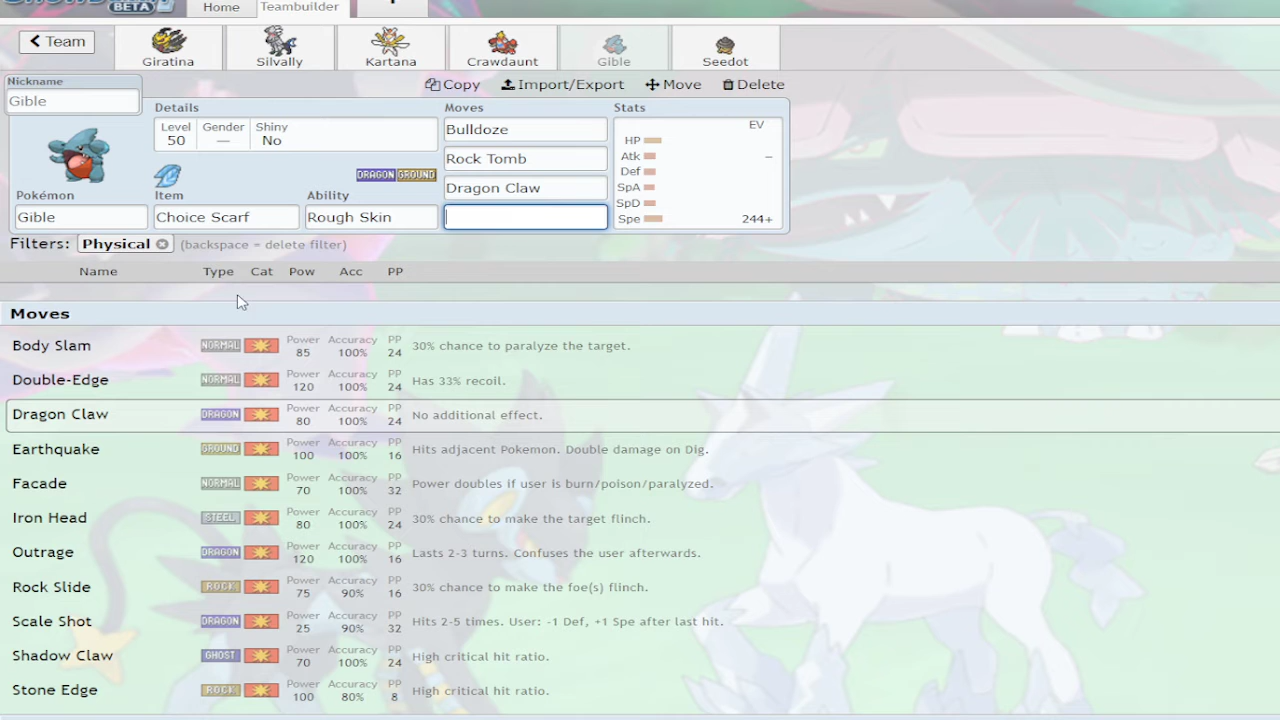 BETA
Home
Teambuilder
Team
Giratina
Silvally
Kartana
Crawdaunt
Gible
Seedot
Nickname
Gible
Copy Import/Export Move Delete
Details
Moves
Stats
Level
50
Gender
—
Shiny
No
Bulldoze
EV
HP
Rock Tomb
Atk –
Def
DRAGON GROUND
Dragon Claw
SpA
Pokémon
Item
Ability
SpD
Gible
Choice Scarf
Rough Skin
Spe 244+
Filters: Physical (backspace = delete filter)
Name Type Cat Pow Acc PP
Moves
Body Slam NORMAL Power 85 Accuracy 100% PP 24 30% chance to paralyze the target.
Double-Edge NORMAL Power 120 Accuracy 100% PP 24 Has 33% recoil.
Dragon Claw DRAGON Power 80 Accuracy 100% PP 24 No additional effect.
Earthquake GROUND Power 100 Accuracy 100% PP 16 Hits adjacent Pokemon. Double damage on Dig.
Facade NORMAL Power 70 Accuracy 100% PP 32 Power doubles if user is burn/poison/paralyzed.
Iron Head STEEL Power 80 Accuracy 100% PP 24 30% chance to make the target flinch.
Outrage DRAGON Power 120 Accuracy 100% PP 16 Lasts 2-3 turns. Confuses the user afterwards.
Rock Slide ROCK Power 75 Accuracy 90% PP 16 30% chance to make the foe(s) flinch.
Scale Shot DRAGON Power 25 Accuracy 90% PP 32 Hits 2-5 times. User: -1 Def, +1 Spe after last hit.
Shadow Claw GHOST Power 70 Accuracy 100% PP 24 High critical hit ratio.
Stone Edge ROCK Power 100 Accuracy 80% PP 8 High critical hit ratio.